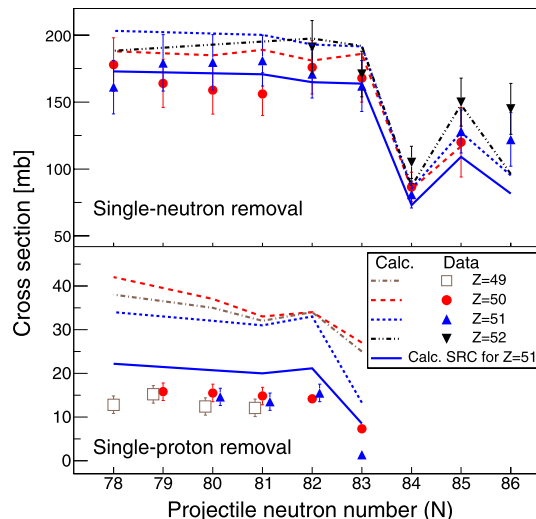 200
150
100
50
Cross section [mb]
Single-neutron removal
Calc. Data
Z=49
Z=50
Z=51
Z=52
Calc. SRC for Z=51
40
30
20
10
0
Single-proton removal
78 79 80 81 82 83 84 85 86
Projectile neutron number (N)